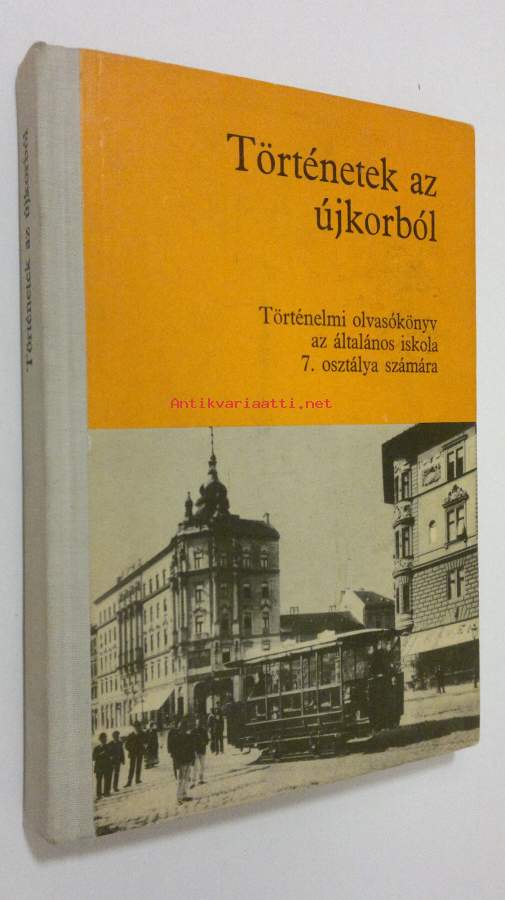 Történetek az
újkorból
Történelmi olvasókönyv
az általános iskola
7. osztálya számára
Antikvariaatti.net
Történetek az újkorból